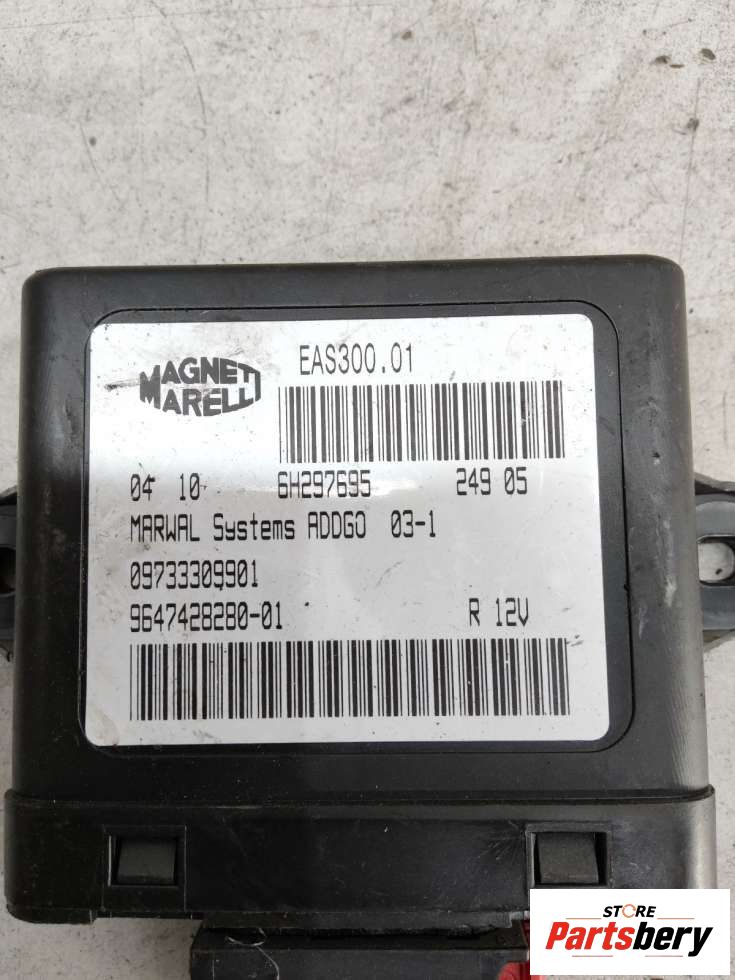 MAGNETI
MARELLI
EAS300.01
04 10 6H297695 249 05
MARWAL Systems ADDGO 03-1
09733309901
9647428280-01 R 12V
STORE
Partsbery